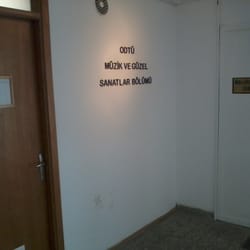 ODTÜ
MÜZİK VE GÜZEL
SANATLAR BÖLÜMÜ